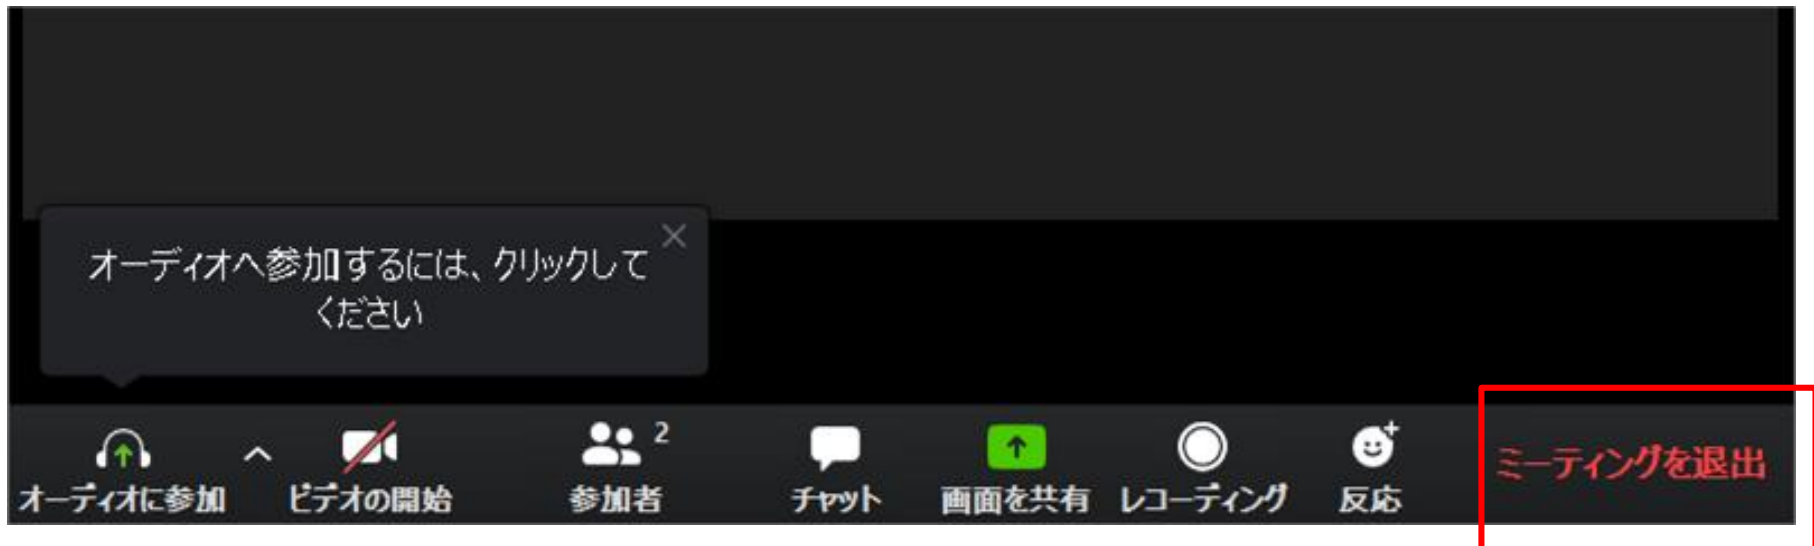 オーディオへ参加するには、クリックして
ください
2
オーディオに参加
ビデオの開始
参加者
チャット
画面を共有
レコーディング
反応
ミーティングを退出